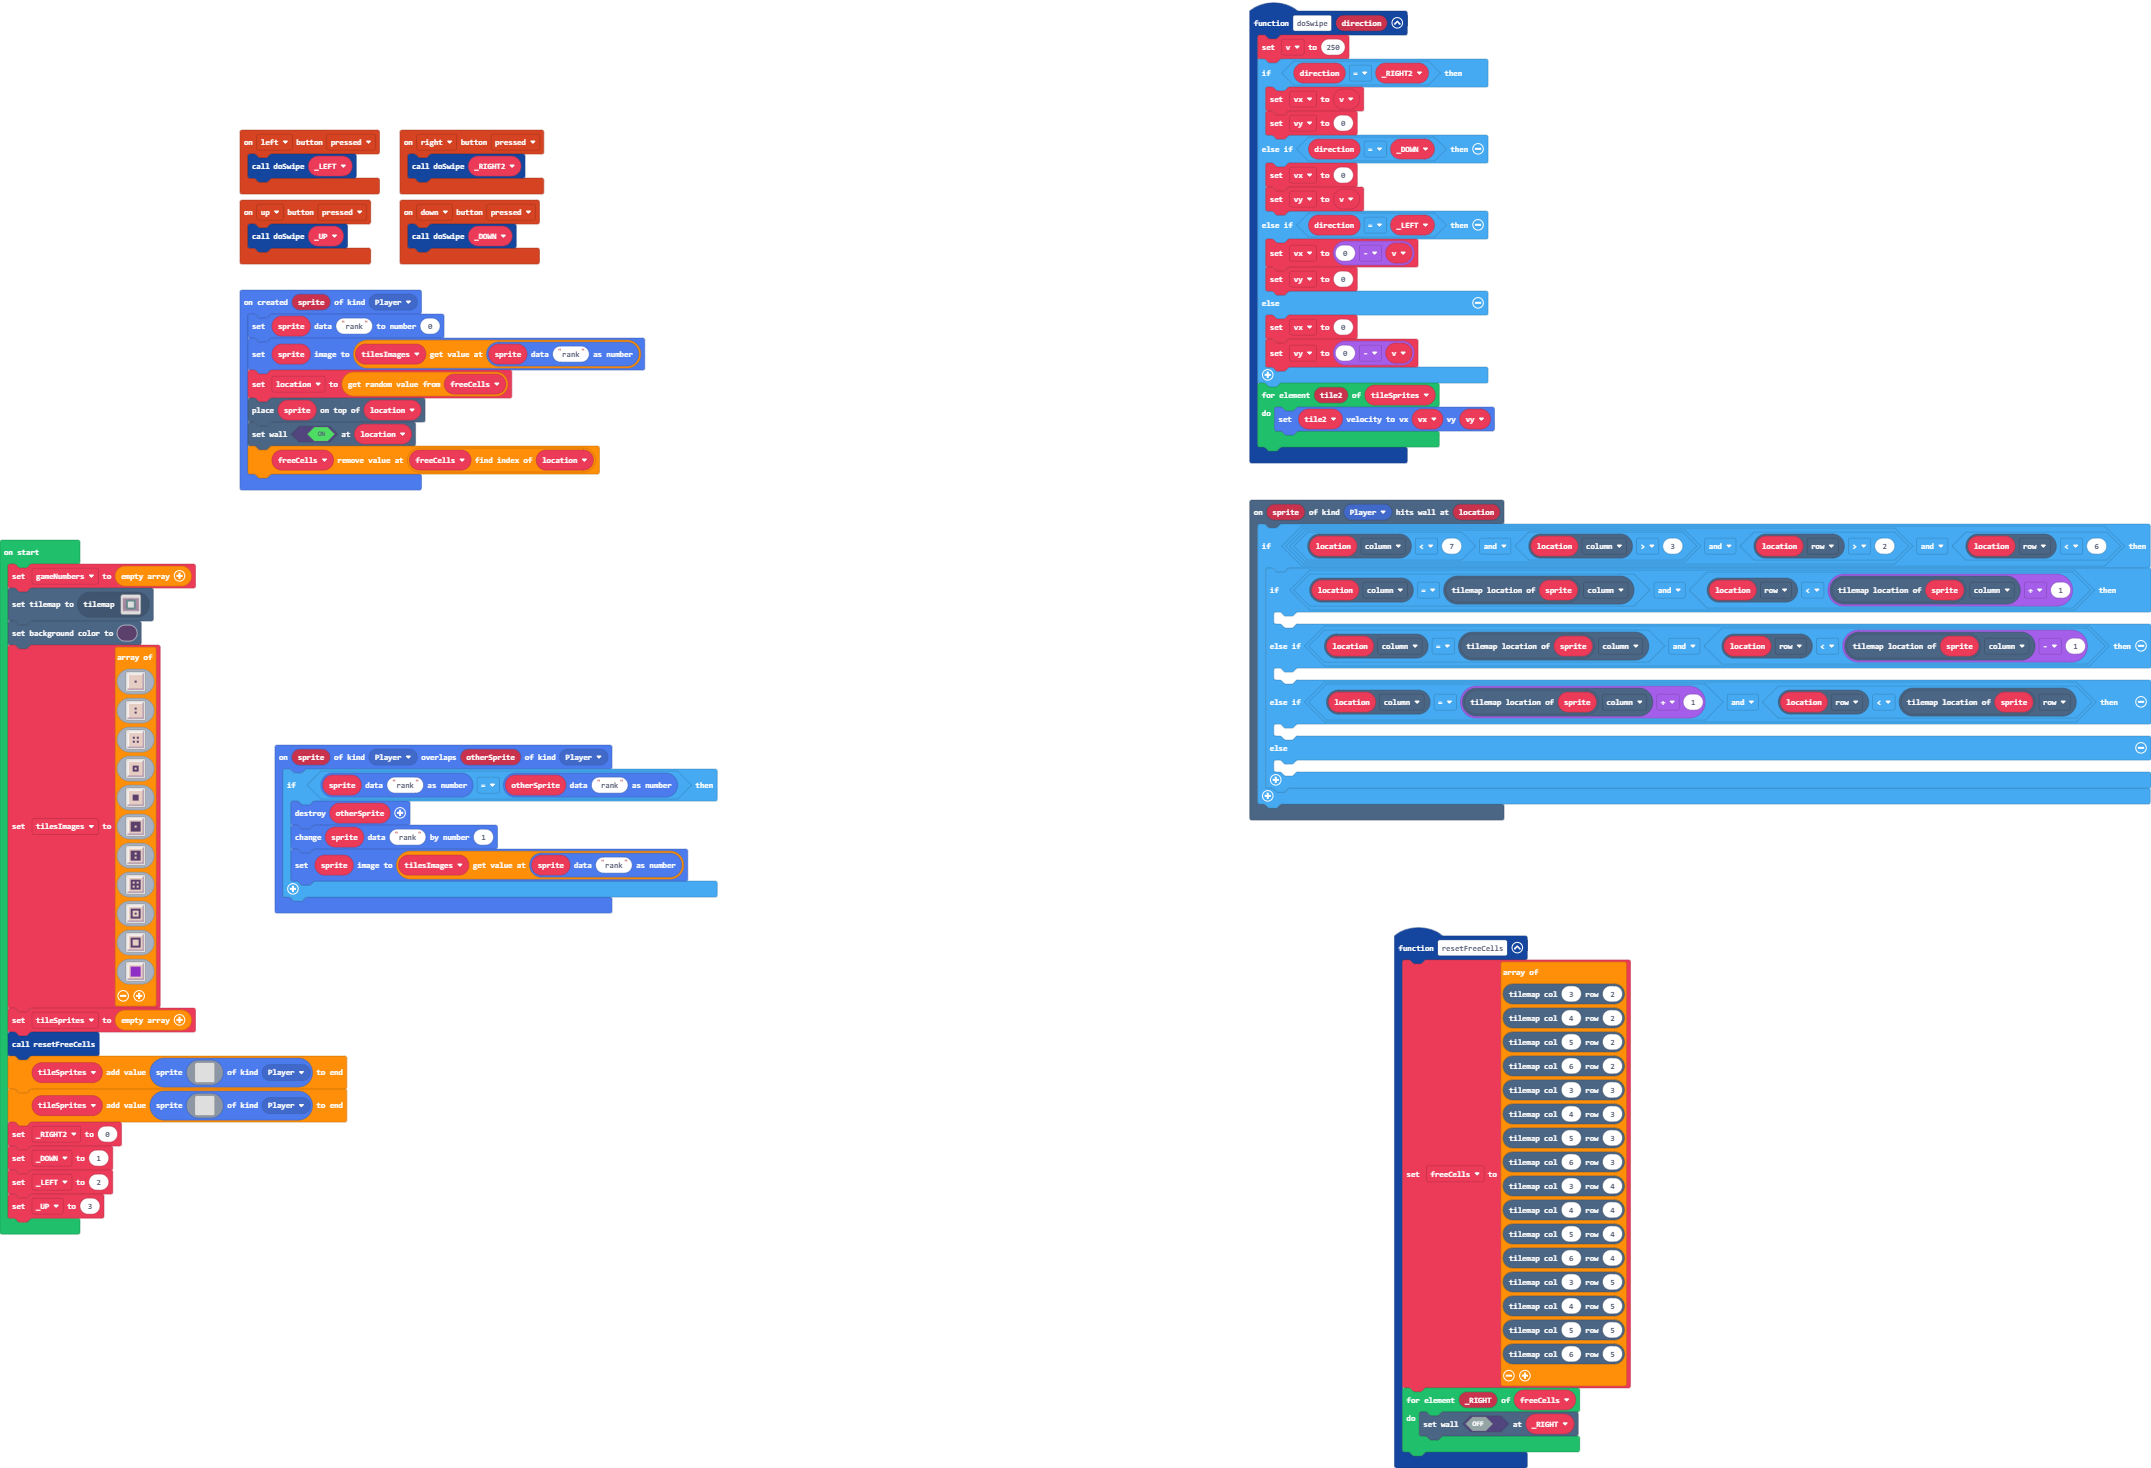 on left button pressed
call doSwipe _LEFT
on right button pressed
call doSwipe _RIGHT2
on up button pressed
call doSwipe _UP
on down button pressed
call doSwipe _DOWN
on created sprite of kind Player
set sprite data "rank" to number 0
set sprite image to tilesImages get value at sprite data "rank" as number
set location to get random value from freeCells
place sprite on top of location
set wall ON at location
freeCells remove value at freeCells find index of location
on start
set gameNumbers to empty array
set tilemap to tilemap
set background color to
array of
set tilesImages to
set tileSprites to empty array
call resetFreeCells
tileSprites add value sprite of kind Player to end
tileSprites add value sprite of kind Player to end
set _RIGHT2 to 0
set _DOWN to 1
set _LEFT to 2
set _UP to 3
on sprite of kind Player overlaps otherSprite of kind Player
if sprite data "rank" as number = otherSprite data "rank" as number then
destroy otherSprite
change sprite data "rank" by number 1
set sprite image to tilesImages get value at sprite data "rank" as number
function doSwipe direction
set v to 250
if direction = _RIGHT2 then
set vx to v
set vy to 0
else if direction = _DOWN then
set vx to 0
set vy to v
else if direction = _LEFT then
set vx to 0 - v
set vy to 0
else
set vx to 0
set vy to 0 - v
for element tile2 of tileSprites
do set tile2 velocity to vx vx vy vy
on sprite of kind Player hits wall at location
if location column < 7 and location column > 3 and location row > 2 and location row < 6 then
if location column = tilemap location of sprite column and location row < tilemap location of sprite column + 1 then
else if location column = tilemap location of sprite column and location row < tilemap location of sprite column - 1 then
else if location column = tilemap location of sprite column + 1 and location row < tilemap location of sprite row then
else
function resetFreeCells
array of
tilemap col 3 row 2
tilemap col 4 row 2
tilemap col 5 row 2
tilemap col 6 row 2
tilemap col 3 row 3
tilemap col 4 row 3
tilemap col 5 row 3
tilemap col 6 row 3
set freeCells to
tilemap col 3 row 4
tilemap col 4 row 4
tilemap col 5 row 4
tilemap col 6 row 4
tilemap col 3 row 5
tilemap col 4 row 5
tilemap col 5 row 5
tilemap col 6 row 5
for element _RIGHT of freeCells
do set wall OFF at _RIGHT